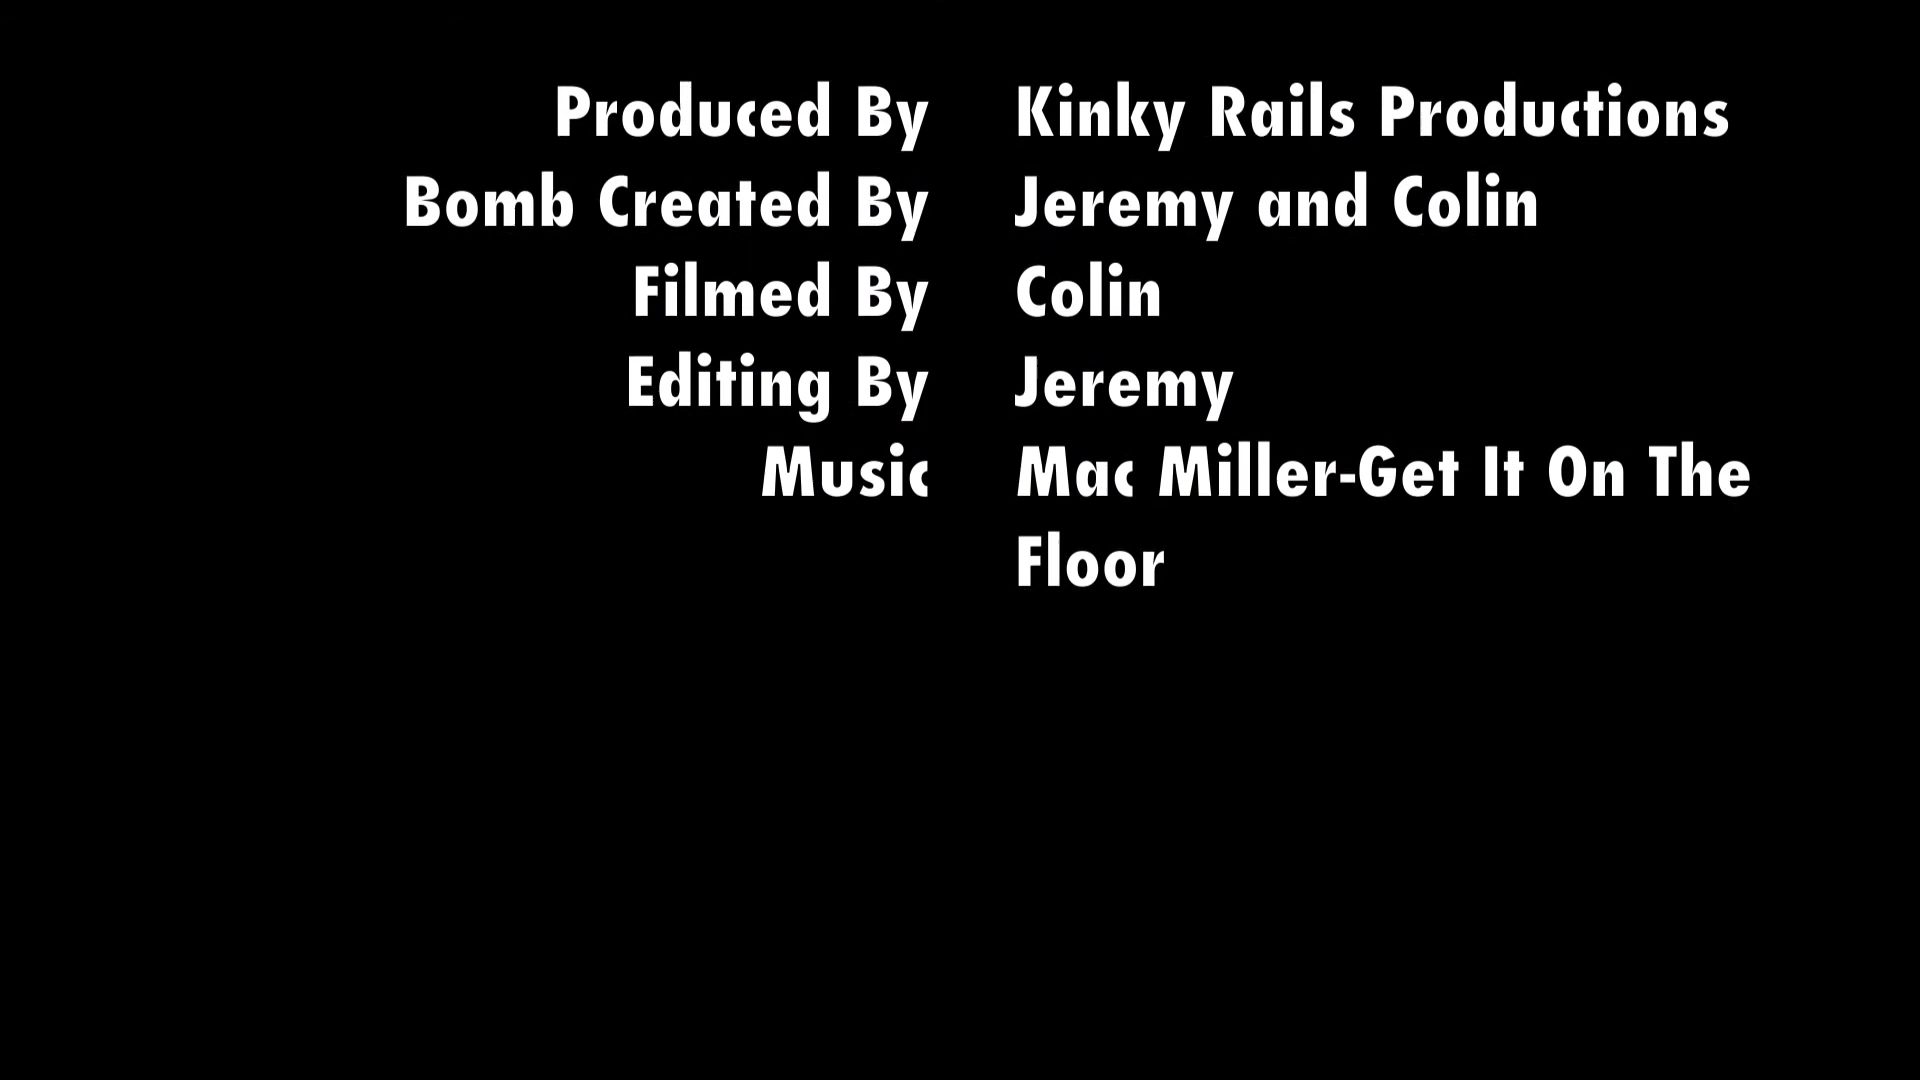 Produced By Kinky Rails Productions
Bomb Created By Jeremy and Colin
Filmed By Colin
Editing By Jeremy
Music Mac Miller-Get It On The
Floor